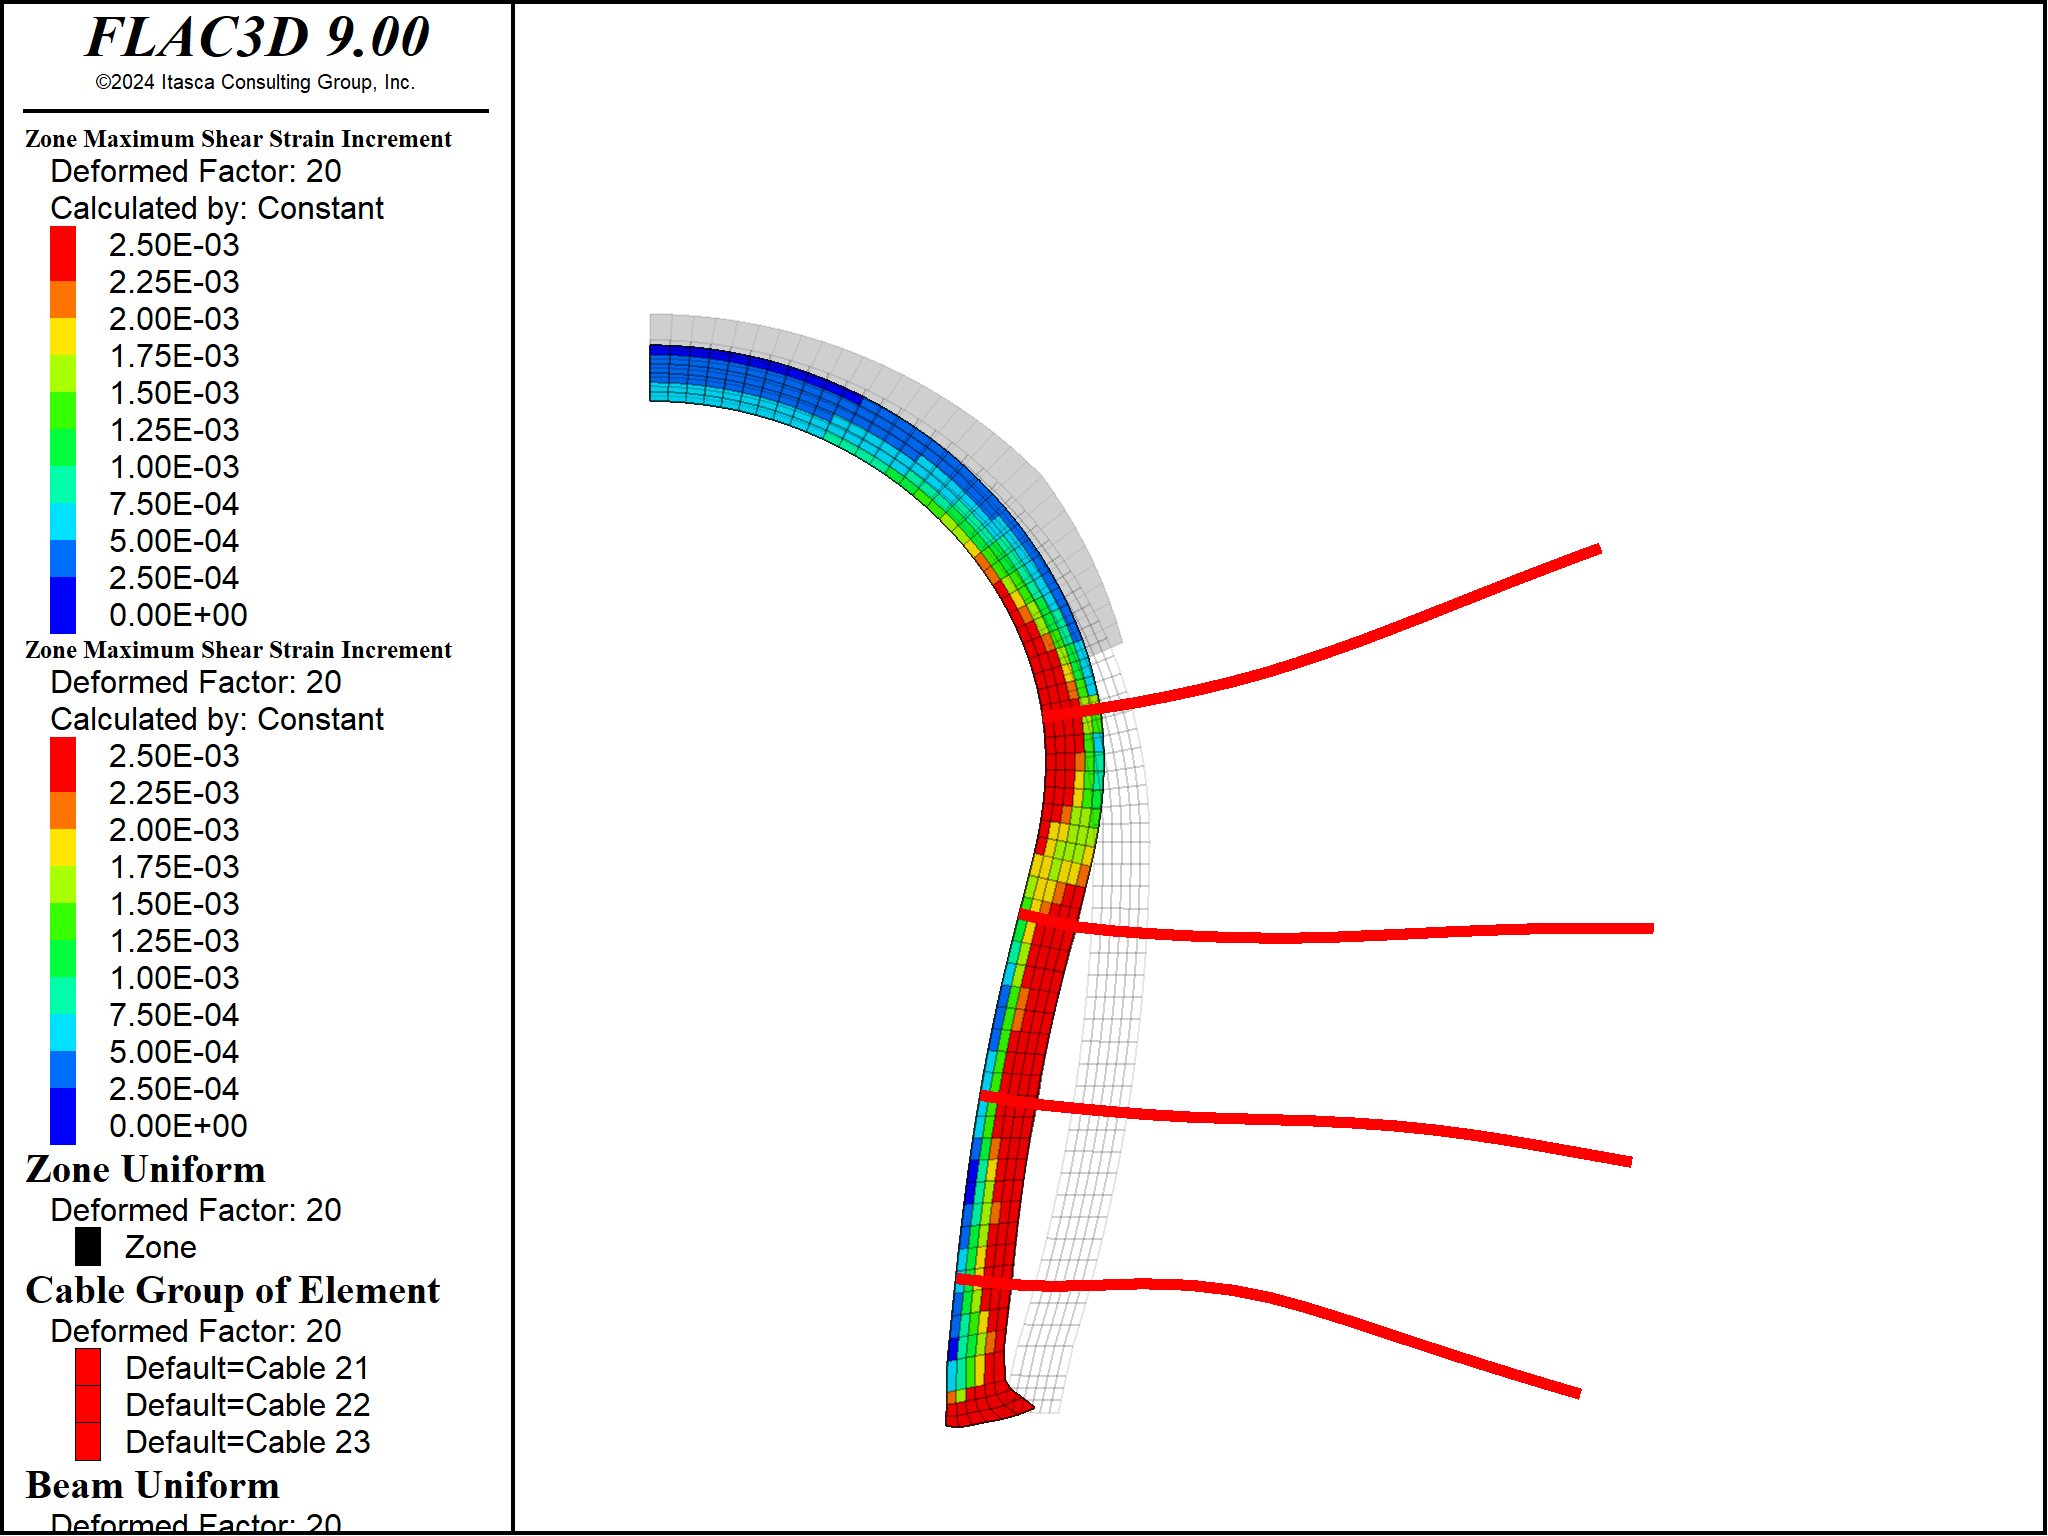 FLAC3D 9.00
©2024 Itasca Consulting Group, Inc.
Zone Maximum Shear Strain Increment
Deformed Factor: 20
Calculated by: Constant
2.50E-03
2.25E-03
2.00E-03
1.75E-03
1.50E-03
1.25E-03
1.00E-03
7.50E-04
5.00E-04
2.50E-04
0.00E+00
Zone Maximum Shear Strain Increment
Deformed Factor: 20
Calculated by: Constant
2.50E-03
2.25E-03
2.00E-03
1.75E-03
1.50E-03
1.25E-03
1.00E-03
7.50E-04
5.00E-04
2.50E-04
0.00E+00
Zone Uniform
Deformed Factor: 20
Zone
Cable Group of Element
Deformed Factor: 20
Default=Cable 21
Default=Cable 22
Default=Cable 23
Beam Uniform
Deformed Factor: 20